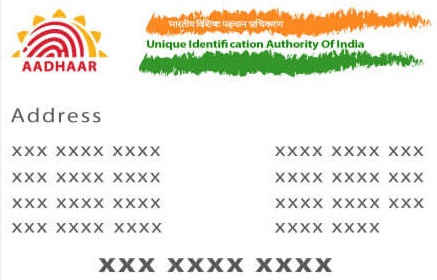 AADHAAR
भारतीय विशिष्ट पहचान प्राधिकरण
Unique Identification Authority Of India
Address
xxx xxxx xxxx xxxx xxxx xxx
xxx xxxx xxxx xxxx xxxx xxx
xxx xxxx xxxx xxxx xxxx xxx
xxx xxxx xxxx xxxx xxxx
xxx xxxx xxxx